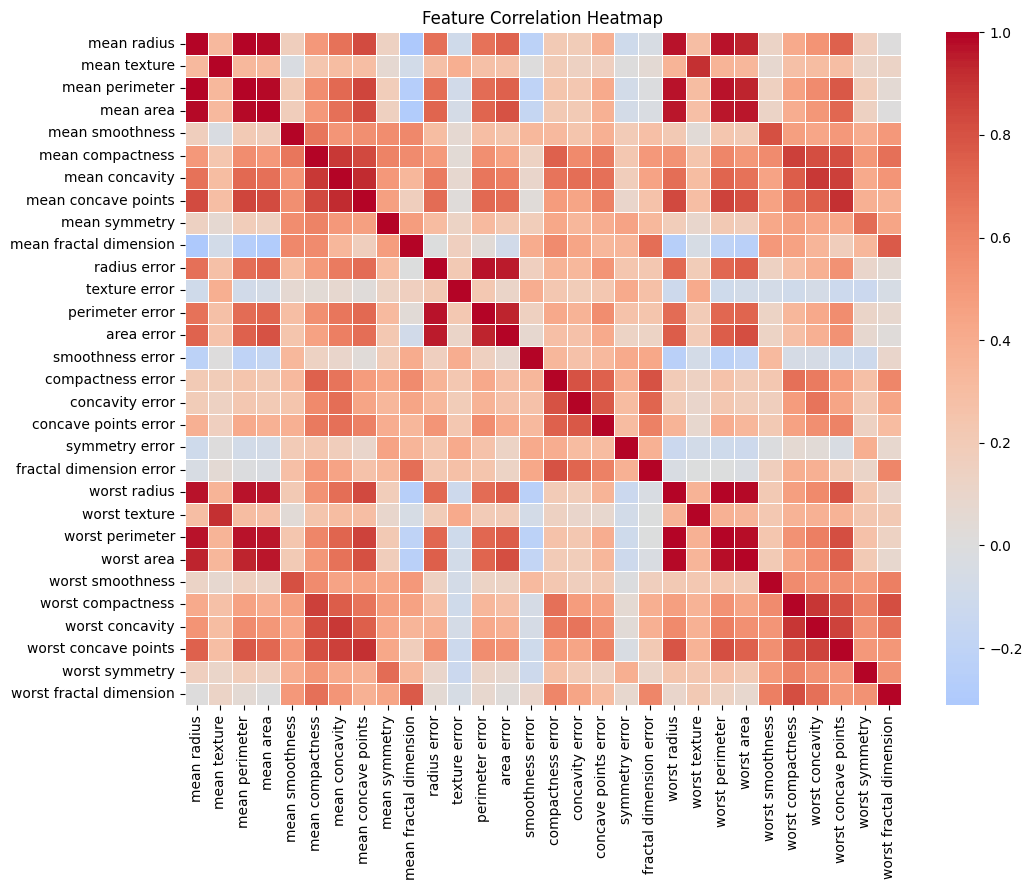 Feature Correlation Heatmap
mean radius
mean texture
mean perimeter
mean area
mean smoothness
mean compactness
mean concavity
mean concave points
mean symmetry
mean fractal dimension
radius error
texture error
perimeter error
area error
smoothness error
compactness error
concavity error
concave points error
symmetry error
fractal dimension error
worst radius
worst texture
worst perimeter
worst area
worst smoothness
worst compactness
worst concavity
worst concave points
worst symmetry
worst fractal dimension
mean radius
mean texture
mean perimeter
mean area
mean smoothness
mean compactness
mean concavity
mean concave points
mean symmetry
mean fractal dimension
radius error
texture error
perimeter error
area error
smoothness error
compactness error
concavity error
concave points error
symmetry error
fractal dimension error
worst radius
worst texture
worst perimeter
worst area
worst smoothness
worst compactness
worst concavity
worst concave points
worst symmetry
worst fractal dimension
1.0
0.8
0.6
0.4
0.2
0.0
−0.2